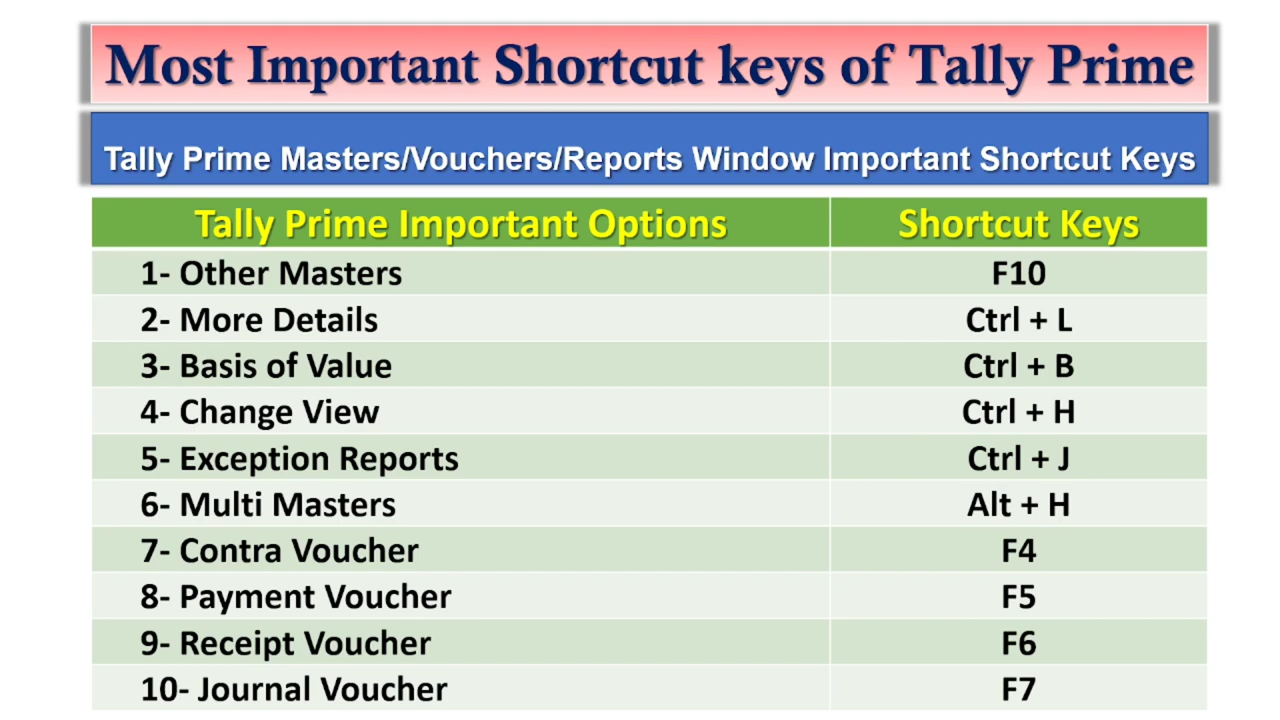 Most Important Shortcut keys of Tally Prime
Tally Prime Masters/Vouchers/Reports Window Important Shortcut Keys
Tally Prime Important Options Shortcut Keys
1- Other Masters F10
2- More Details Ctrl + L
3- Basis of Value Ctrl + B
4- Change View Ctrl + H
5- Exception Reports Ctrl + J
6- Multi Masters Alt + H
7- Contra Voucher F4
8- Payment Voucher F5
9- Receipt Voucher F6
10- Journal Voucher F7